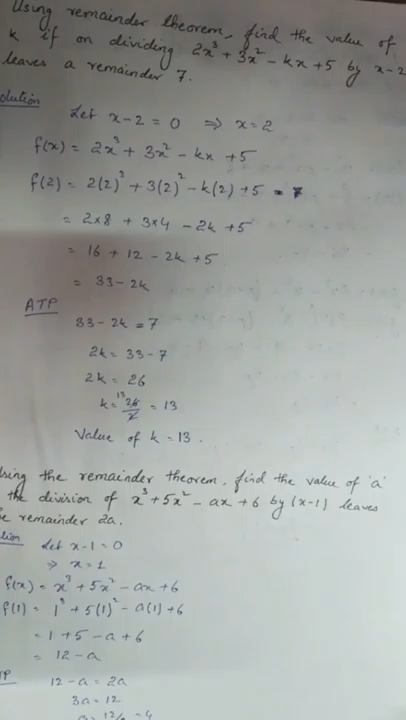 Using remainder theorem, find the value of
k if on dividing 2x³ + 3x² - kx + 5 by x-2
leaves a remainder 7.
olution
Let x-2 = 0 ⇒ x = 2
f(x) = 2x³ + 3x² - kx + 5
f(2) = 2(2)³ + 3(2)² - k(2) + 5 = 7
= 2×8 + 3×4 - 2k + 5
= 16 + 12 - 2k + 5
= 33 - 2k
ATP
33 - 2k = 7
2k = 33 - 7
2k = 26
k = 26/2 = 13
Value of k = 13.
Using the remainder theorem, find the value of 'a'
the division of x³ + 5x² - ax + 6 by (x-1) leaves
he remainder 2a.
tion
Let x-1 = 0
⇒ x = 1
f(x) = x³ + 5x² - ax + 6
f(1) = 1³ + 5(1)² - a(1) + 6
= 1 + 5 - a + 6
= 12 - a
TP
12 - a = 2a
3a = 12